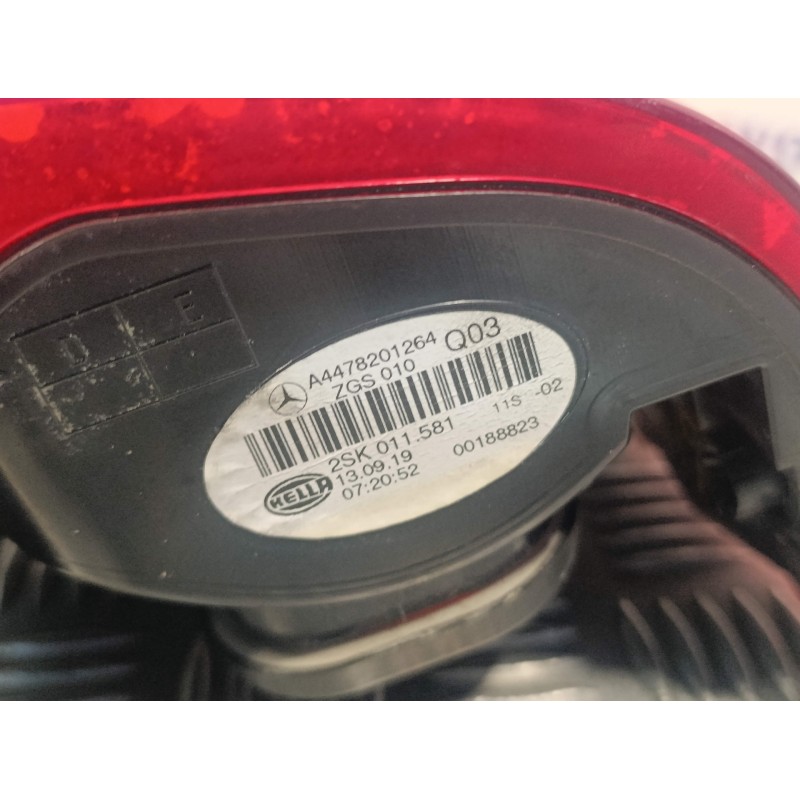 D E
A4478201264 Q03
ZGS 010
2SK 011.581 11S -02
13.09.19 00188823
07:20:52
HELLA